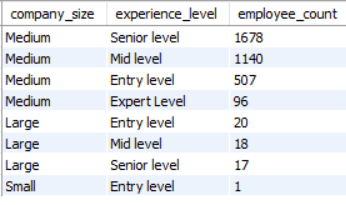 company_size experience_level employee_count
Medium Senior level 1678
Medium Mid level 1140
Medium Entry level 507
Medium Expert Level 96
Large Entry level 20
Large Mid level 18
Large Senior level 17
Small Entry level 1